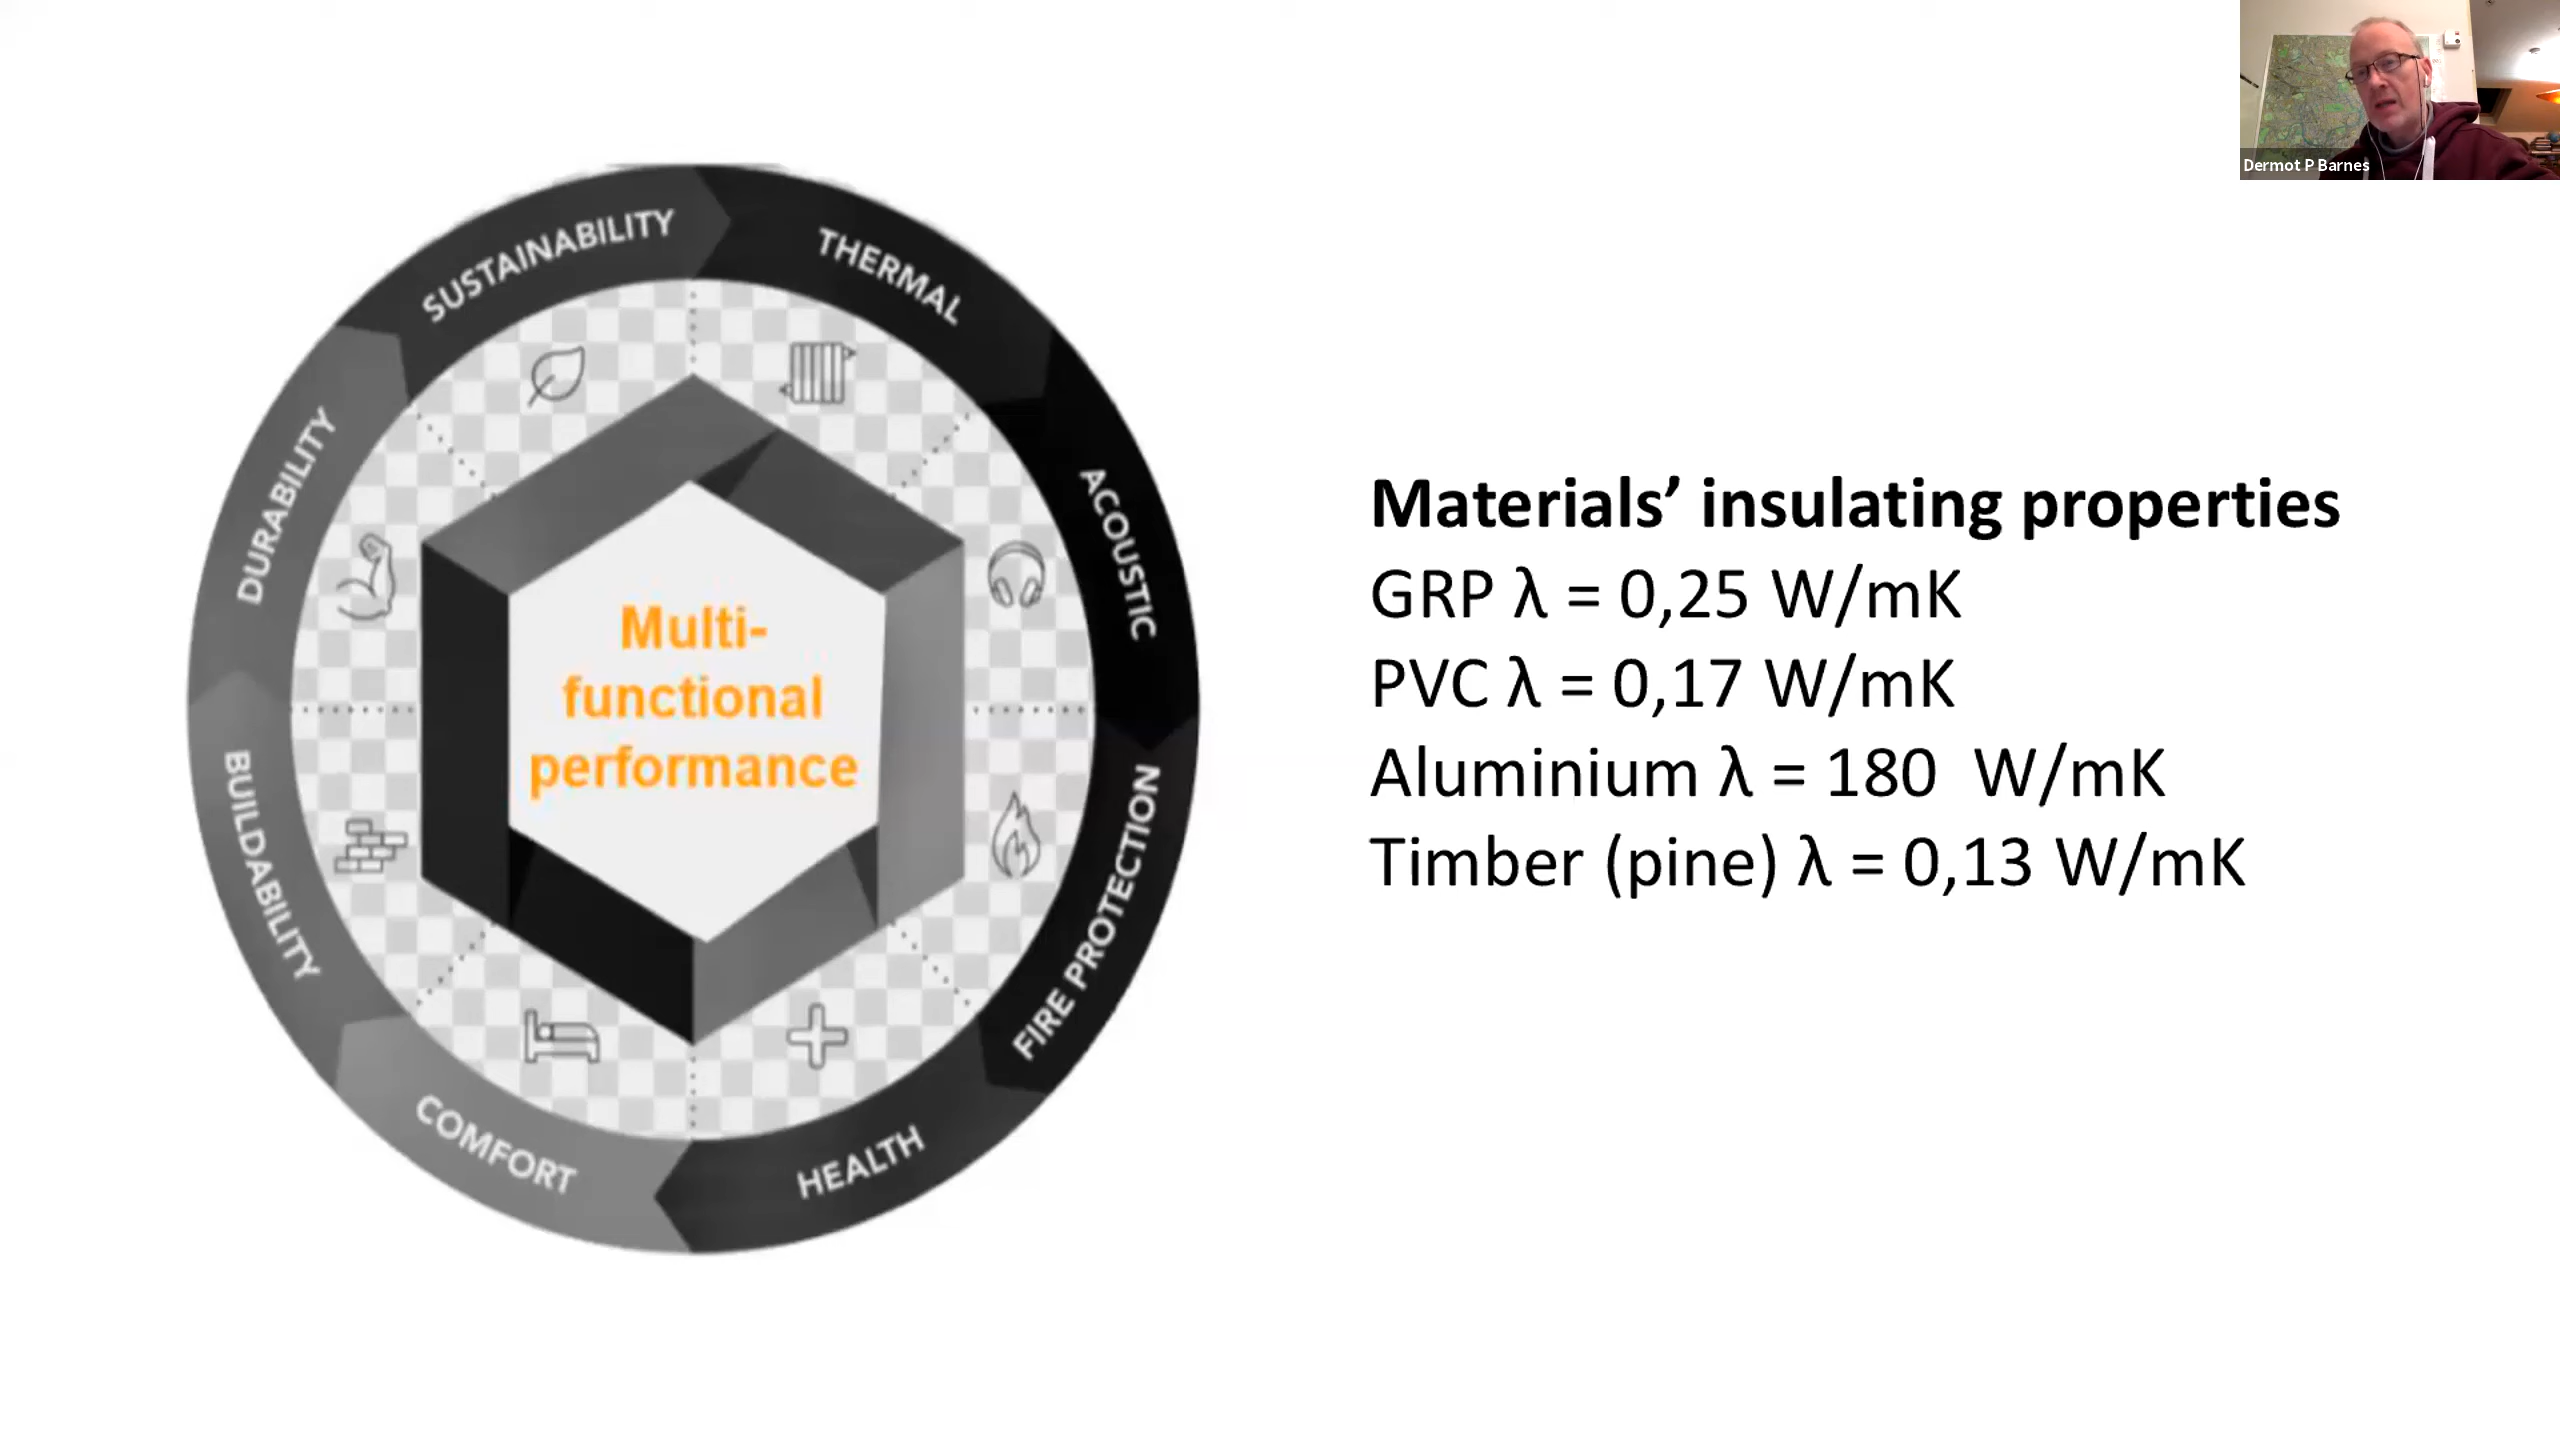 Dermot P Barnes
SUSTAINABILITY
THERMAL
ACOUSTIC
FIRE PROTECTION
HEALTH
COMFORT
BUILDABILITY
DURABILITY
Multi-
functional
performance
Materials’ insulating properties
GRP λ = 0,25 W/mK
PVC λ = 0,17 W/mK
Aluminium λ = 180  W/mK
Timber (pine) λ = 0,13 W/mK